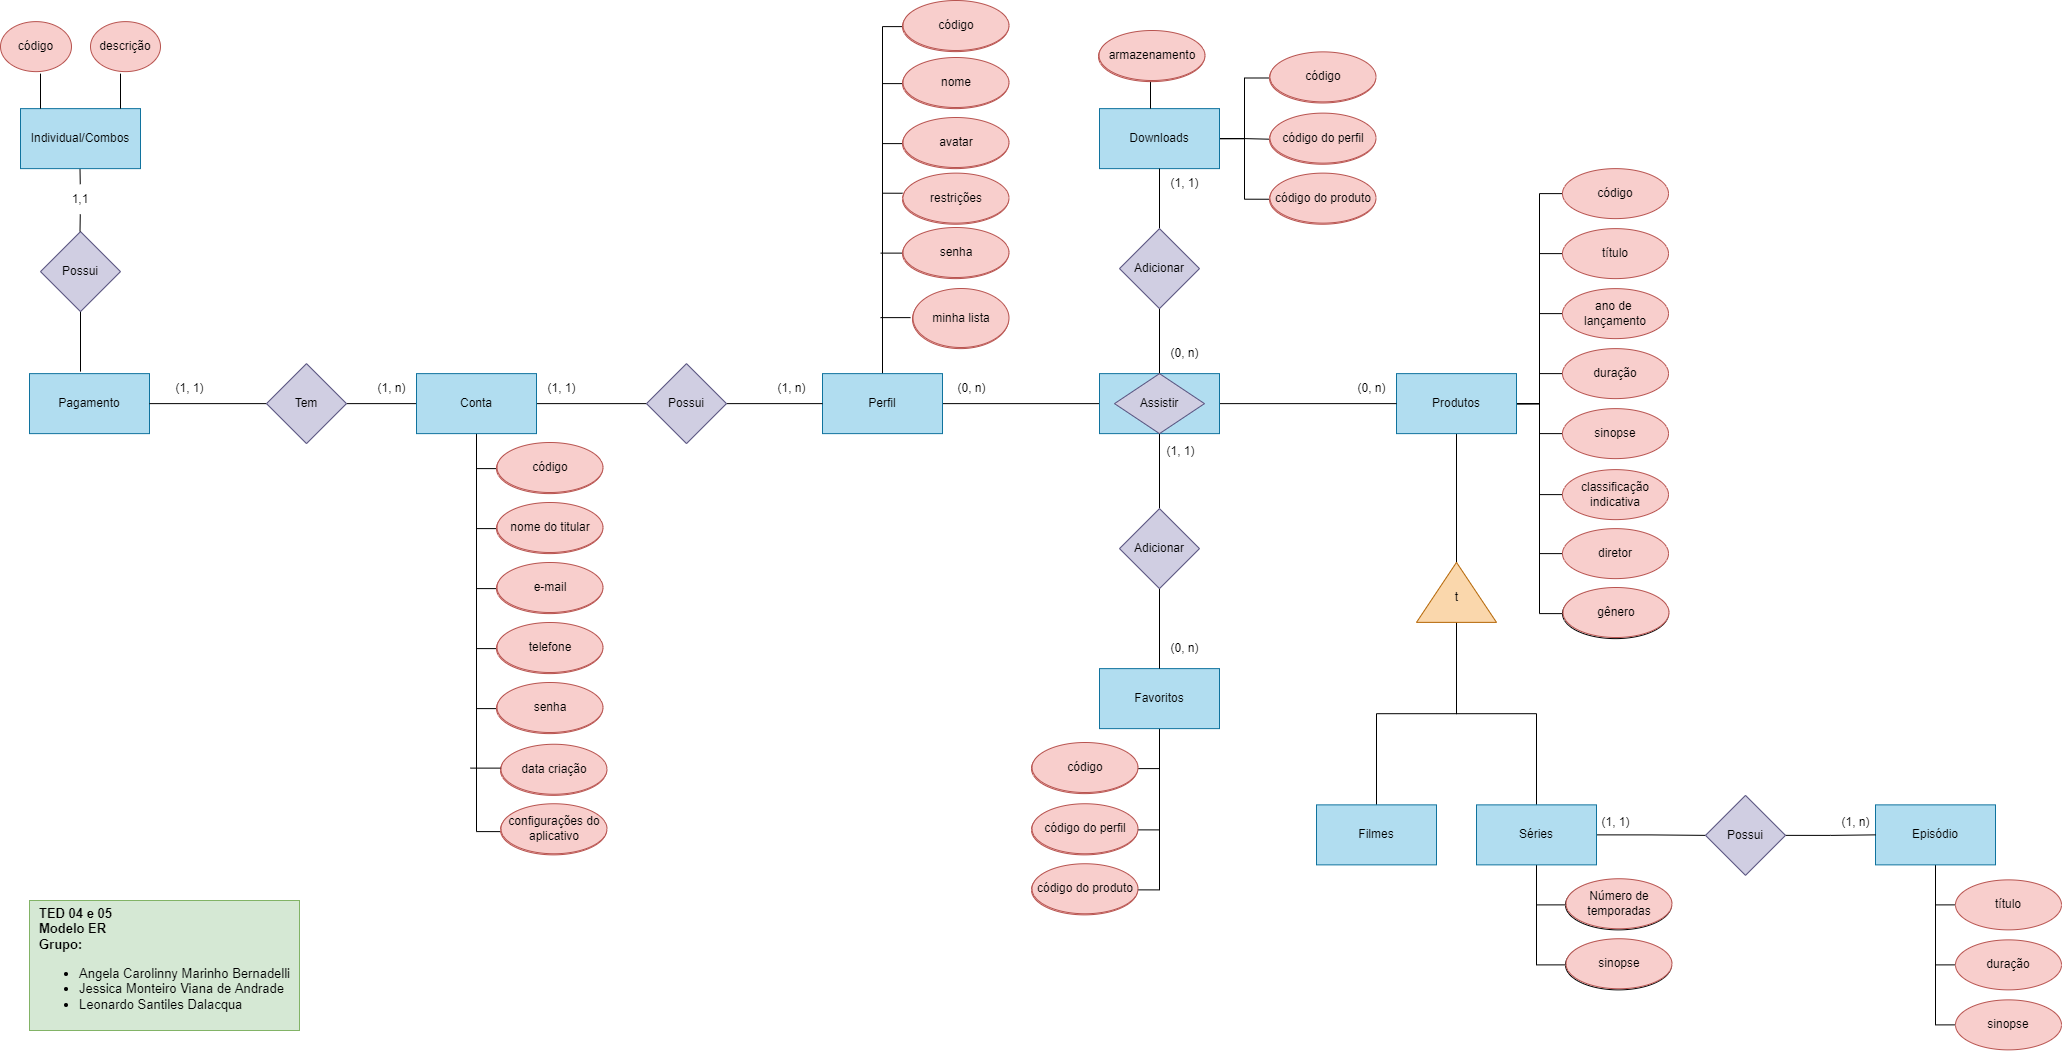 código
descrição
Individual/Combos
1,1
Possui
Pagamento
(1, 1)
Tem
(1, n)
Conta
(1, 1)
Possui
(1, n)
Perfil
(0, n)
código
nome
avatar
restrições
senha
minha lista
código
nome do titular
e-mail
telefone
senha
data criação
configurações do
aplicativo
armazenamento
Downloads
código
código do perfil
código do produto
(1, 1)
Adicionar
(0, n)
Assistir
(1, 1)
Adicionar
(0, n)
Favoritos
código
código do perfil
código do produto
(0, n)
Produtos
código
título
ano de
lançamento
duração
sinopse
classificação
indicativa
diretor
gênero
t
Filmes
Séries
(1, 1)
Possui
(1, n)
Episódio
Número de
temporadas
sinopse
título
duração
sinopse
TED 04 e 05
Modelo ER
Grupo:
• Angela Carolinny Marinho Bernadelli
• Jessica Monteiro Viana de Andrade
• Leonardo Santiles Dalacqua